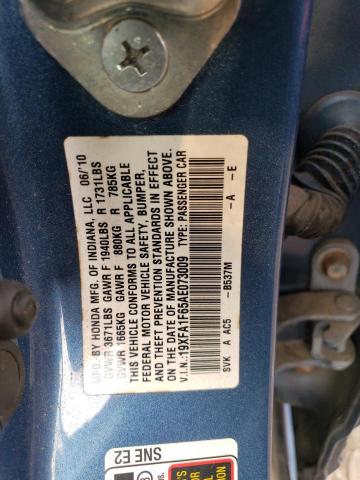 MFD. BY HONDA MFG. OF INDIANA, LLC 06/10
GVWR 3671LBS GAWR F 1940LBS R 1731LBS
GVWR 1665KG GAWR F 880KG R 785KG
THIS VEHICLE CONFORMS TO ALL APPLICABLE
FEDERAL MOTOR VEHICLE SAFETY, BUMPER,
AND THEFT PREVENTION STANDARDS IN EFFECT
ON THE DATE OF MANUFACTURE SHOWN ABOVE.
V.I.N.:19XFA1F65AE073009 TYPE: PASSENGER CAR
-B537M -A -E
SVK A AC5
SNE E2